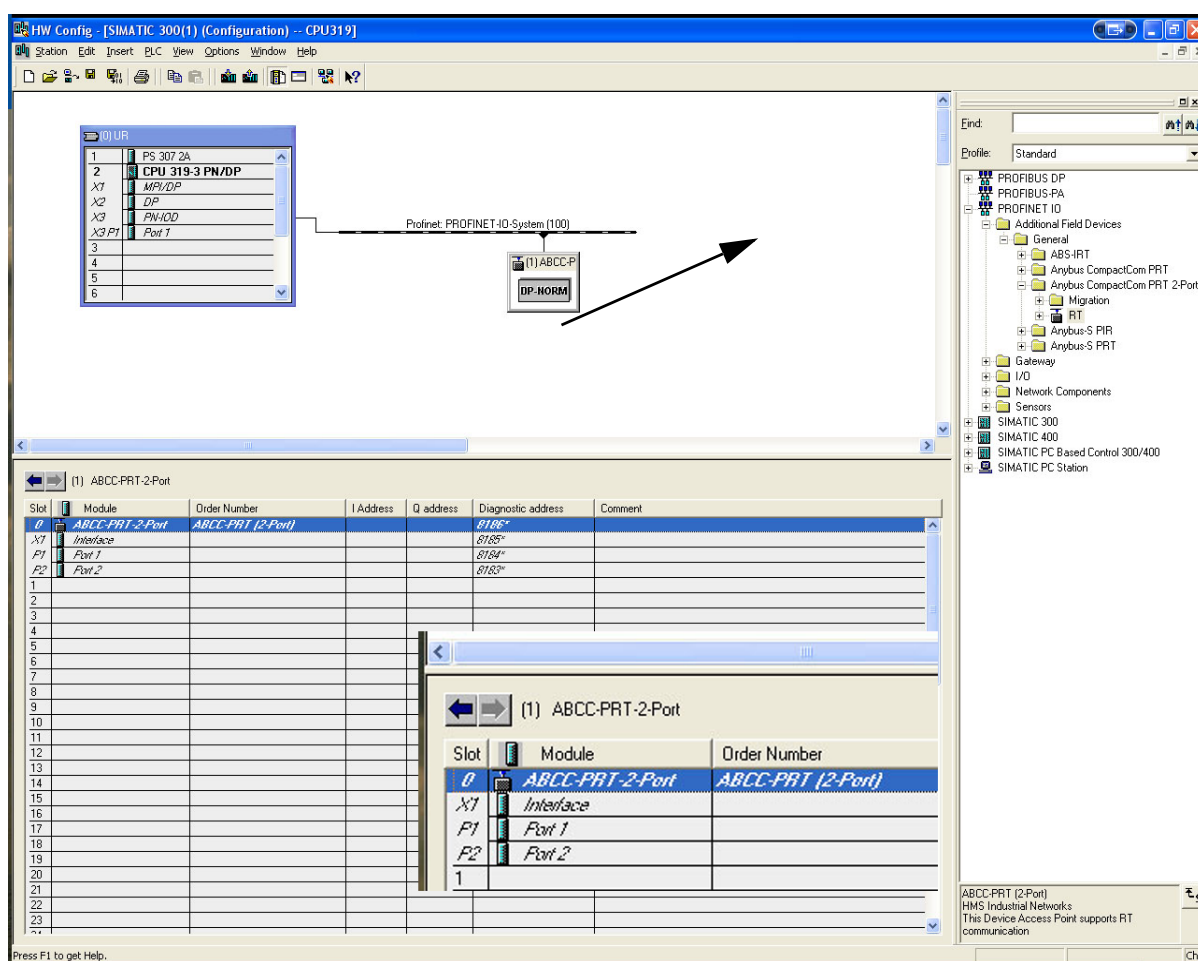 HW Config - [SIMATIC 300(1) (Configuration) -- CPU319]
Station Edit Insert PLC View Options Window Help
(0) UR
1 PS 307 2A
2 CPU 319-3 PN/DP
X1 MPI/DP
X2 DP
X3 PN-IOD
X3 P1 Port 1
3
4
5
6
Profinet: PROFINET-IO-System (100)
(1) ABCC-P
DP-NORM
Find:
Profile: Standard
PROFIBUS DP
PROFIBUS-PA
PROFINET IO
Additional Field Devices
General
ABS-IRT
Anybus CompactCom PRT
Anybus CompactCom PRT 2-Port
Migration
RT
Anybus-S PIR
Anybus-S PRT
Gateway
I/O
Network Components
Sensors
SIMATIC 300
SIMATIC 400
SIMATIC PC Based Control 300/400
SIMATIC PC Station
(1) ABCC-PRT-2-Port
Slot Module Order Number I Address Q address Diagnostic address Comment
0 ABCC-PRT-2-Port ABCC-PRT (2-Port) 8186*
X1 Interface 8185*
P1 Port 1 8184*
P2 Port 2 8183*
1
2
3
4
5
6
7
8
9
10
11
12
13
14
15
16
17
18
19
20
21
22
23
(1) ABCC-PRT-2-Port
Slot Module Order Number
0 ABCC-PRT-2-Port ABCC-PRT (2-Port)
X1 Interface
P1 Port 1
P2 Port 2
1
ABCC-PRT (2-Port)
HMS Industrial Networks
This Device Access Point supports RT
communication
Press F1 to get Help.
Ch